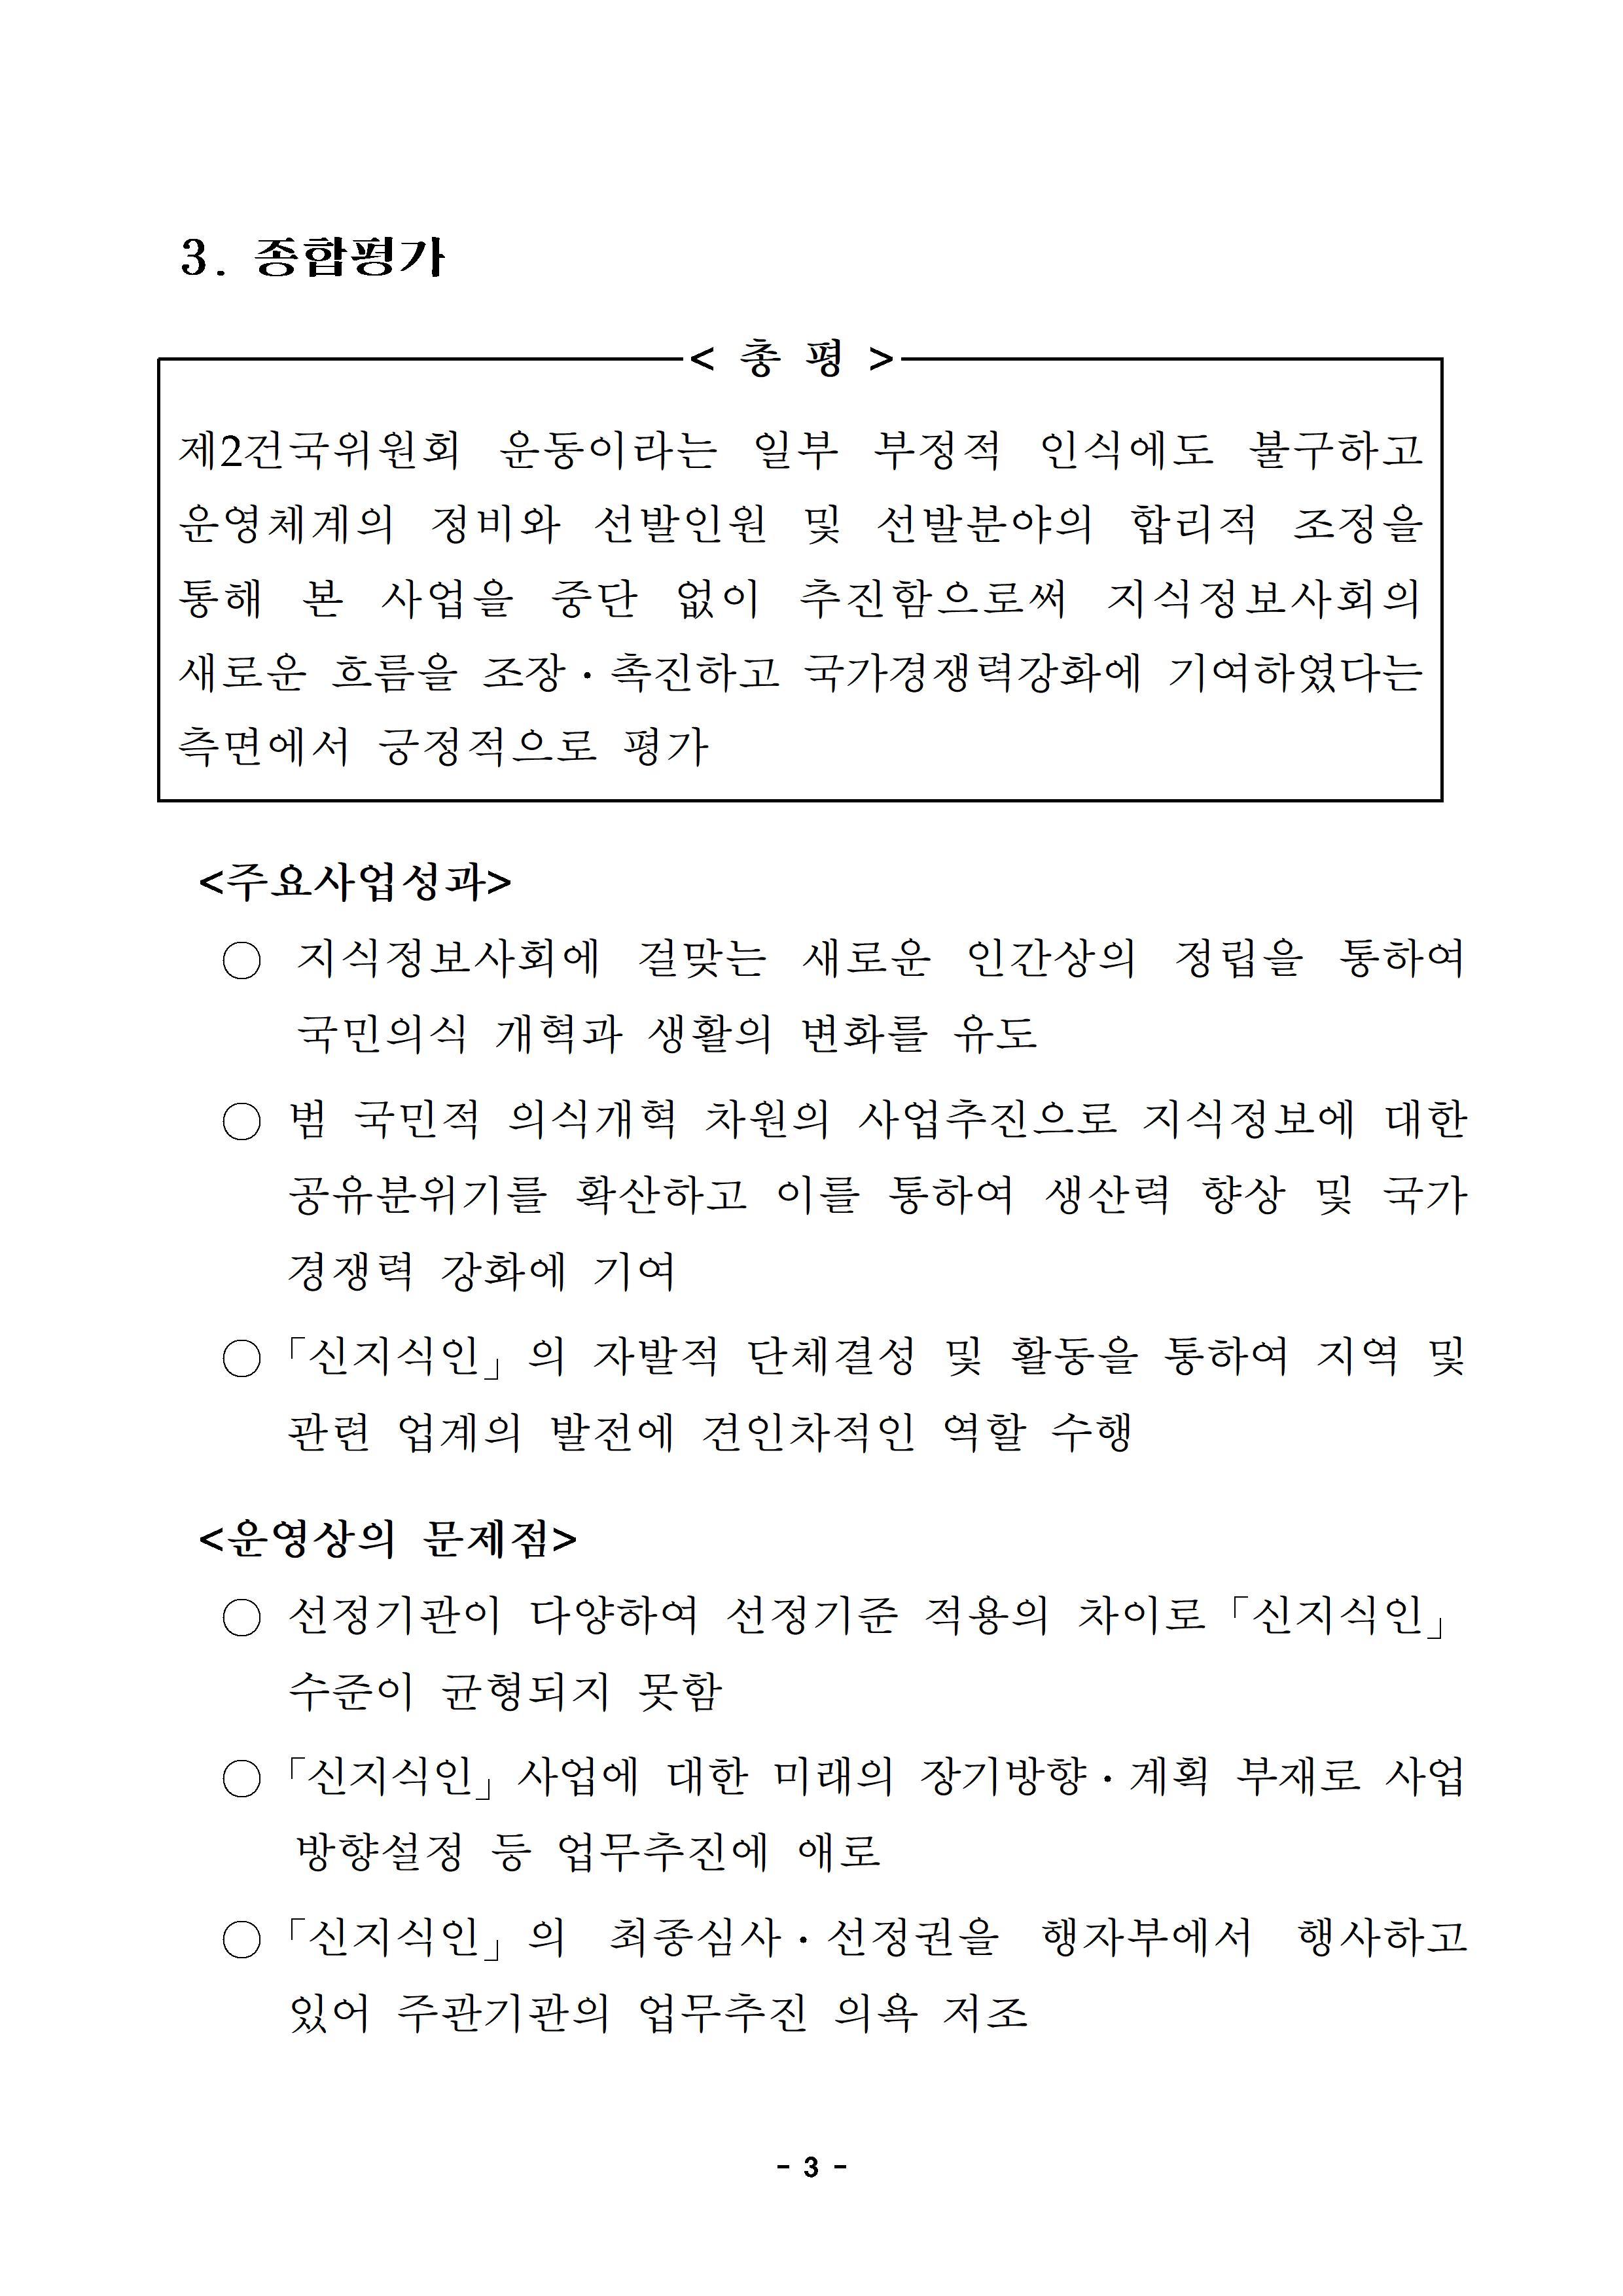 3. 종합평가
< 총 평 >
제2건국위원회 운동이라는 일부 부정적 인식에도 불구하고
운영체계의 정비와 선발인원 및 선발분야의 합리적 조정을
통해 본 사업을 중단 없이 추진함으로써 지식정보사회의
새로운 흐름을 조장·촉진하고 국가경쟁력강화에 기여하였다는
측면에서 긍정적으로 평가
<주요사업성과>
○ 지식정보사회에 걸맞는 새로운 인간상의 정립을 통하여
국민의식 개혁과 생활의 변화를 유도
○ 범 국민적 의식개혁 차원의 사업추진으로 지식정보에 대한
공유분위기를 확산하고 이를 통하여 생산력 향상 및 국가
경쟁력 강화에 기여
○ 「신지식인」의 자발적 단체결성 및 활동을 통하여 지역 및
관련 업계의 발전에 견인차적인 역할 수행
<운영상의 문제점>
○ 선정기관이 다양하여 선정기준 적용의 차이로「신지식인」
수준이 균형되지 못함
○ 「신지식인」사업에 대한 미래의 장기방향·계획 부재로 사업
방향설정 등 업무추진에 애로
○ 「신지식인」의 최종심사·선정권을 행자부에서 행사하고
있어 주관기관의 업무추진 의욕 저조
- 3 -